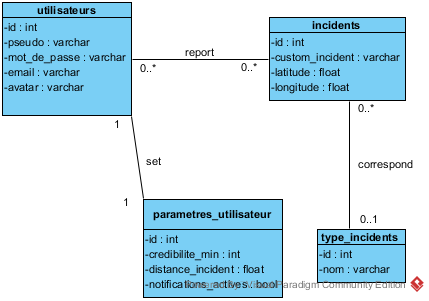 utilisateurs
-id : int
-pseudo : varchar
-mot_de_passe : varchar
-email : varchar
-avatar : varchar
report
0..*
0..*
incidents
-id : int
-custom_incident : varchar
-latitude : float
-longitude : float
1
set
1
0..*
correspond
0..1
parametres_utilisateur
-id : int
-credibilite_min : int
-distance_incident : float
-notifications_actives : bool
type_incidents
-id : int
-nom : varchar
Powered By Visual Paradigm Community Edition